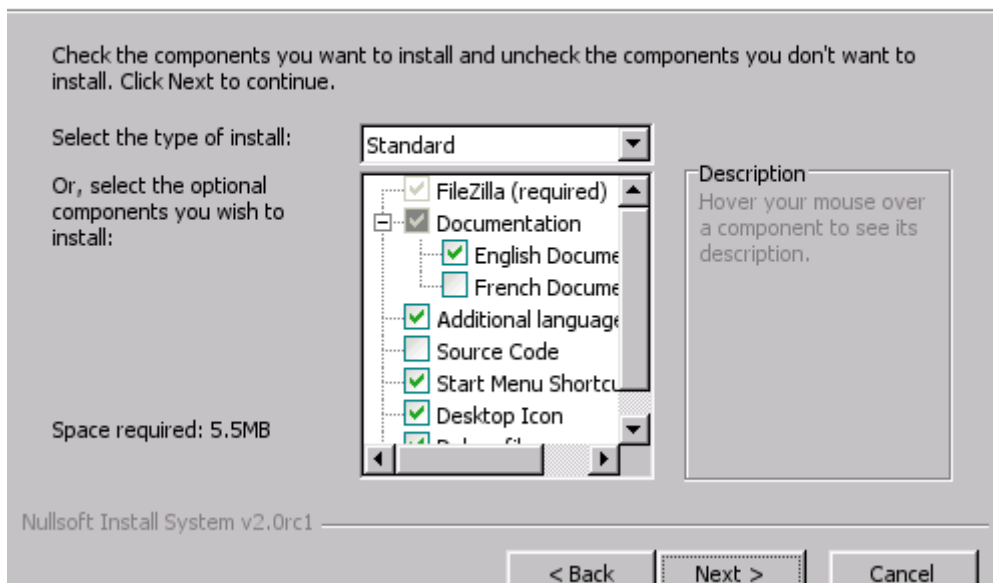 Check the components you want to install and uncheck the components you don't want to
install. Click Next to continue.
Select the type of install:
Standard
Or, select the optional
components you wish to
install:
FileZilla (required)
Documentation
English Docume
French Docume
Additional language
Source Code
Start Menu Shortcu
Desktop Icon
Description
Hover your mouse over
a component to see its
description.
Space required: 5.5MB
Nullsoft Install System v2.0rc1
< Back
Next >
Cancel